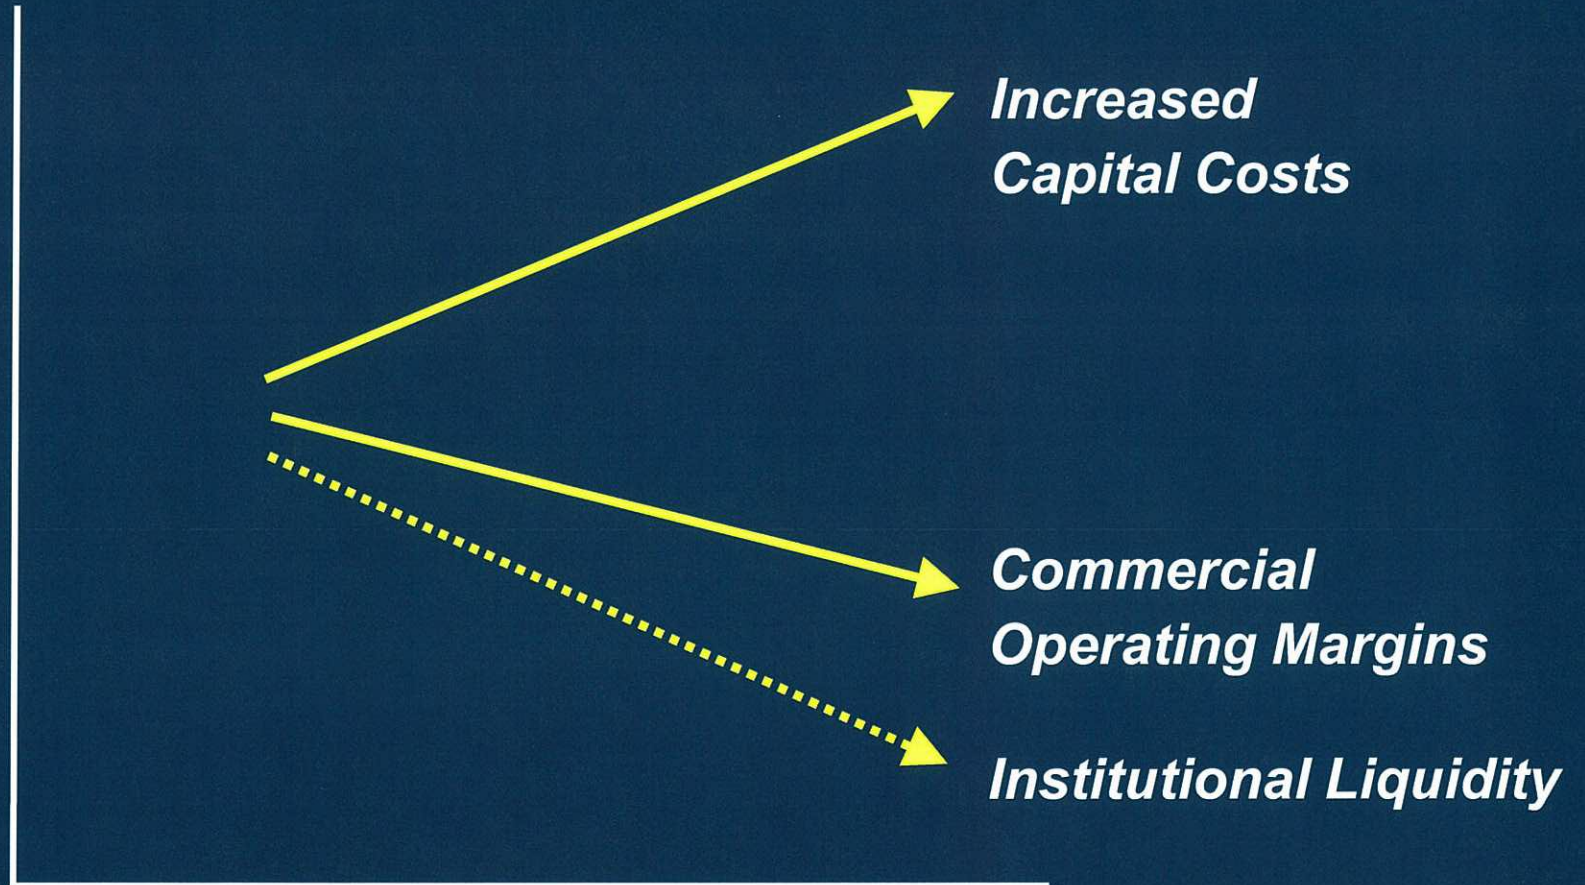 Increased
Capital Costs
Commercial
Operating Margins
Institutional Liquidity